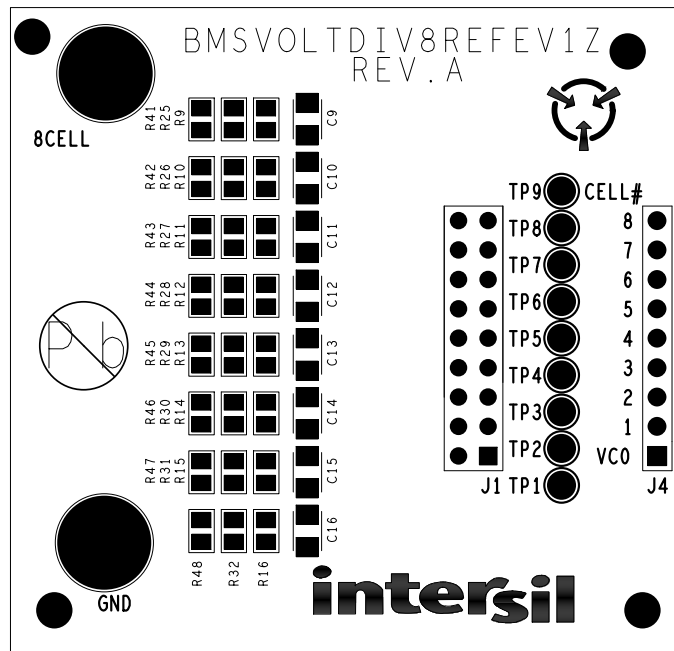 BMSVOLTDIV8REFEV1Z
REV.A
8CELL
R41
R25
R9
C9
R42
R26
R10
C10
R43
R27
R11
C11
R44
R28
R12
C12
R45
R29
R13
C13
R46
R30
R14
C14
R47
R31
R15
C15
R48
R32
R16
C16
Pb
GND
TP9
TP8
TP7
TP6
TP5
TP4
TP3
TP2
J1 TP1
CELL#
8
7
6
5
4
3
2
1
VC0
J4
intersil